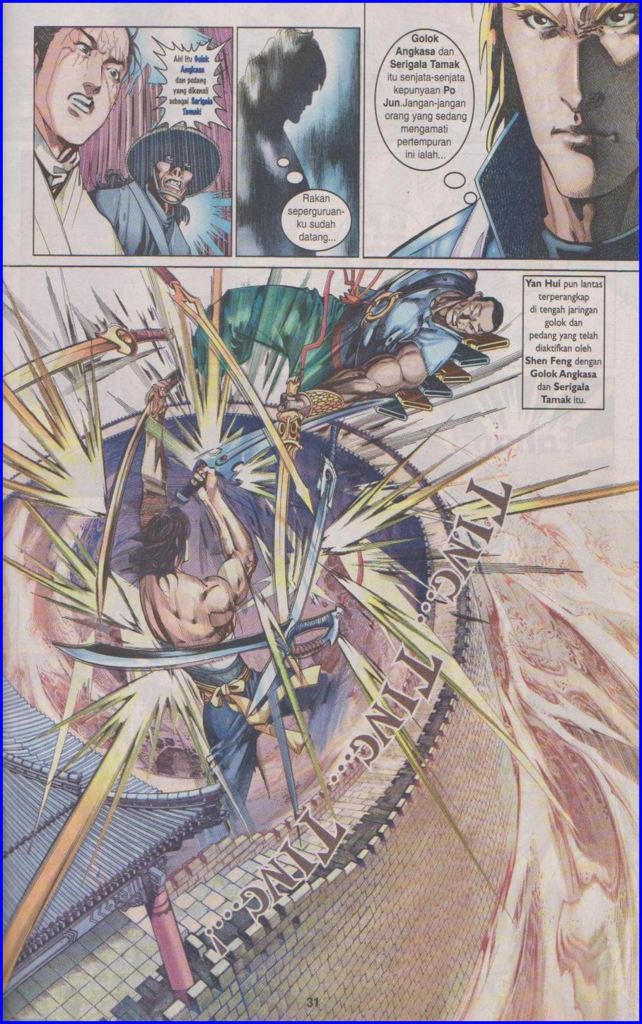 Ah! Itu Golok
Angkasa
dan pedang
yang dikenali
sebagai Serigala
Tamak!
Rakan
seperguruan-
ku sudah
datang...
Golok
Angkasa dan
Serigala Tamak
itu senjata-senjata
kepunyaan Po
Jun.Jangan-jangan
orang yang sedang
mengamati
pertempuran
ini ialah...
Yan Hui pun lantas
terperangkap
di tengah jaringan
golok dan
pedang yang telah
diaktifkan oleh
Shen Feng dengan
Golok Angkasa
dan Serigala
Tamak itu.
TING...
TING...
TING...
31